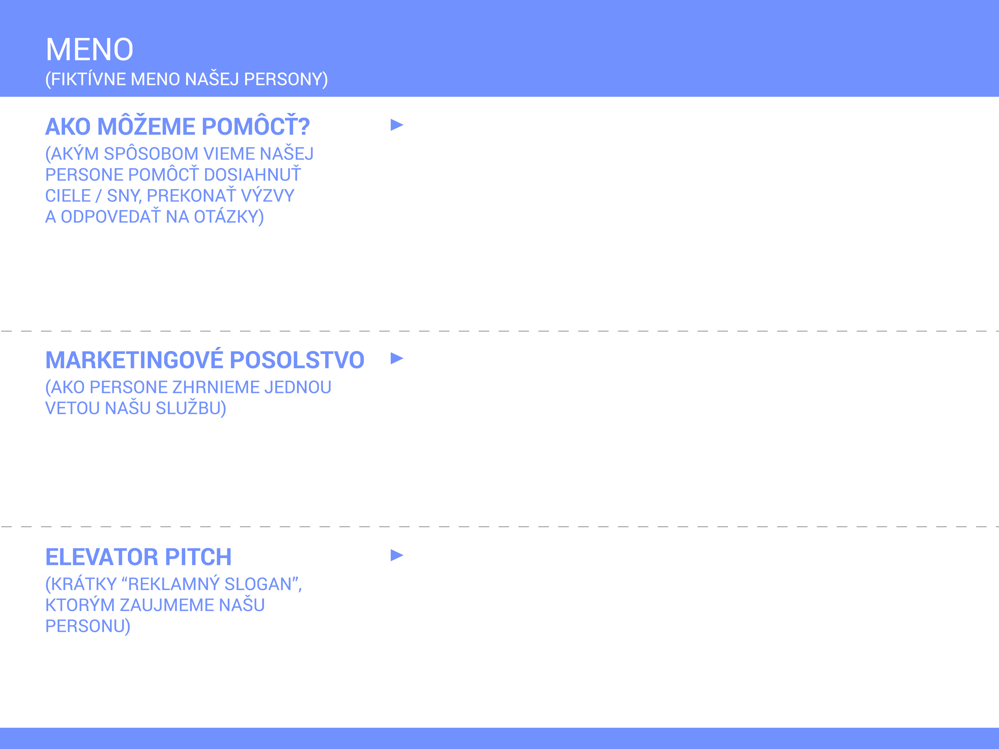 MENO
(FIKTÍVNE MENO NAŠEJ PERSONY)
AKO MÔŽEME POMÔCŤ?
(AKÝM SPÔSOBOM VIEME NAŠEJ
PERSONE POMÔCŤ DOSIAHNUŤ
CIELE / SNY, PREKONAŤ VÝZVY
A ODPOVEDAŤ NA OTÁZKY)
MARKETINGOVÉ POSOLSTVO
(AKO PERSONE ZHRNIEME JEDNOU
VETOU NAŠU SLUŽBU)
ELEVATOR PITCH
(KRÁTKY “REKLAMNÝ SLOGAN”,
KTORÝM ZAUJMEME NAŠU
PERSONU)